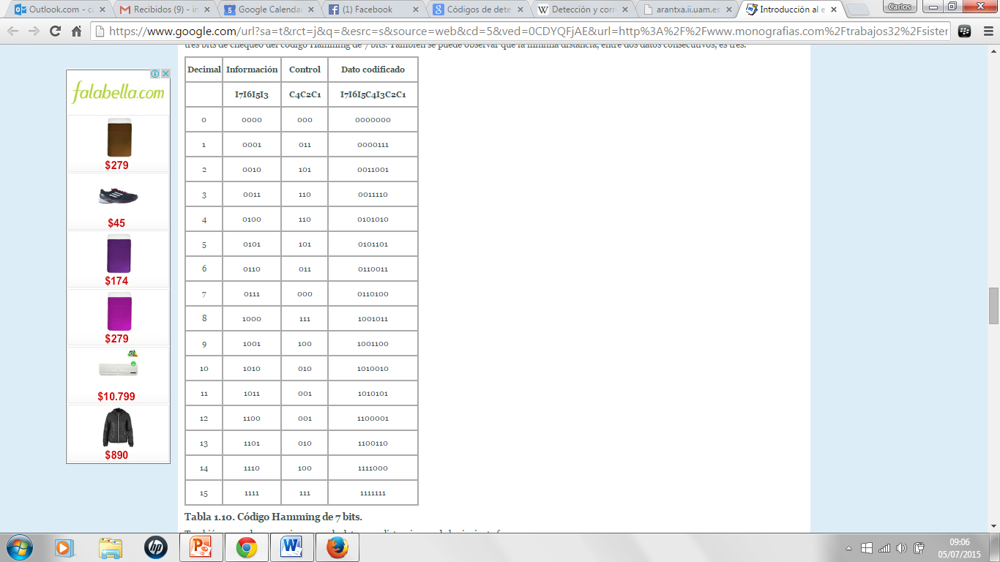 Outlook.com - ca
Recibidos (9) - in
Google Calenda
(1) Facebook
Códigos de dete
Detección y corr
arantxa.ii.uam.es
Introducción al e
Carlos
https://www.google.com/url?sa=t&rct=j&q=&esrc=s&source=web&cd=5&ved=0CDYQFjAE&url=http%3A%2F%2Fwww.monografias.com%2Ftrabajos32%2Fsister
tres bits de chequeo del código Hamming de 7 bits. También se puede observar que la mínima distancia, entre dos datos consecutivos, es tres.
falabella.com
$279
$45
$174
$279
$10.799
$890
Decimal Información Control Dato codificado
I7I6I5I3 C4C2C1 I7I6I5C4I3C2C1
0 0000 000 0000000
1 0001 011 0000111
2 0010 101 0011001
3 0011 110 0011110
4 0100 110 0101010
5 0101 101 0101101
6 0110 011 0110011
7 0111 000 0110100
8 1000 111 1001011
9 1001 100 1001100
10 1010 010 1010010
11 1011 001 1010101
12 1100 001 1100001
13 1101 010 1100110
14 1110 100 1111000
15 1111 111 1111111
Tabla 1.10. Código Hamming de 7 bits.
hp
09:06
05/07/2015